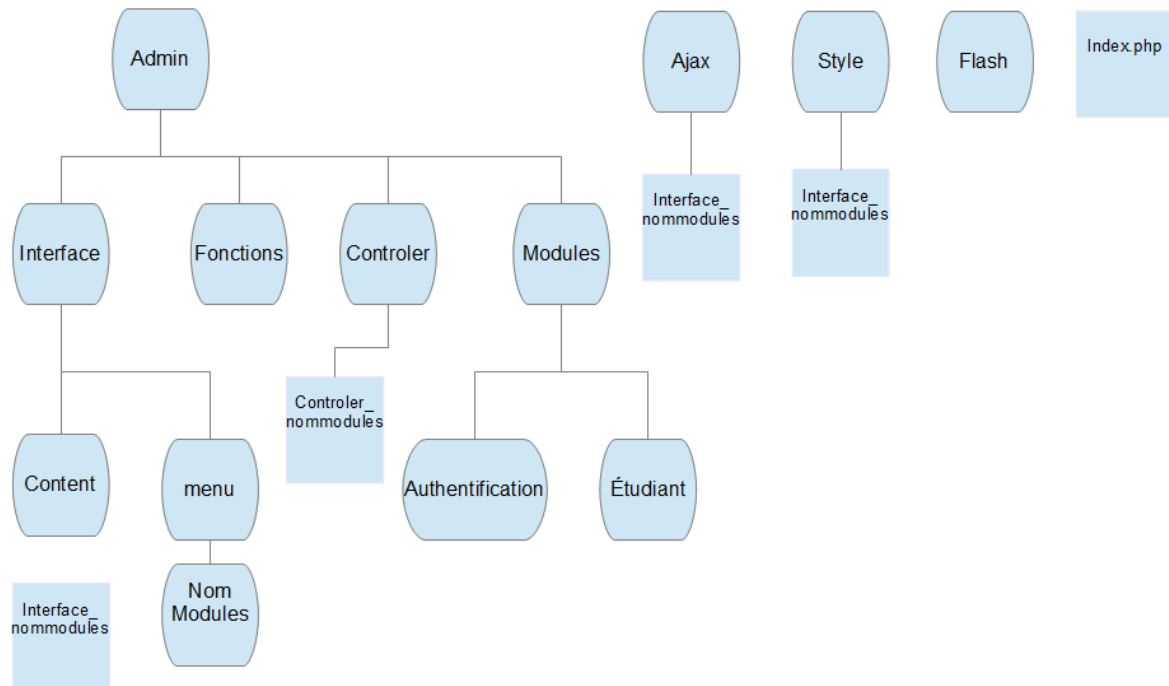 Admin
Ajax
Style
Flash
Index.php
Interface_
nommodules
Interface_
nommodules
Interface
Fonctions
Controler
Modules
Controler_
nommodules
Content
menu
Authentification
Étudiant
Nom
Modules
Interface_
nommodules